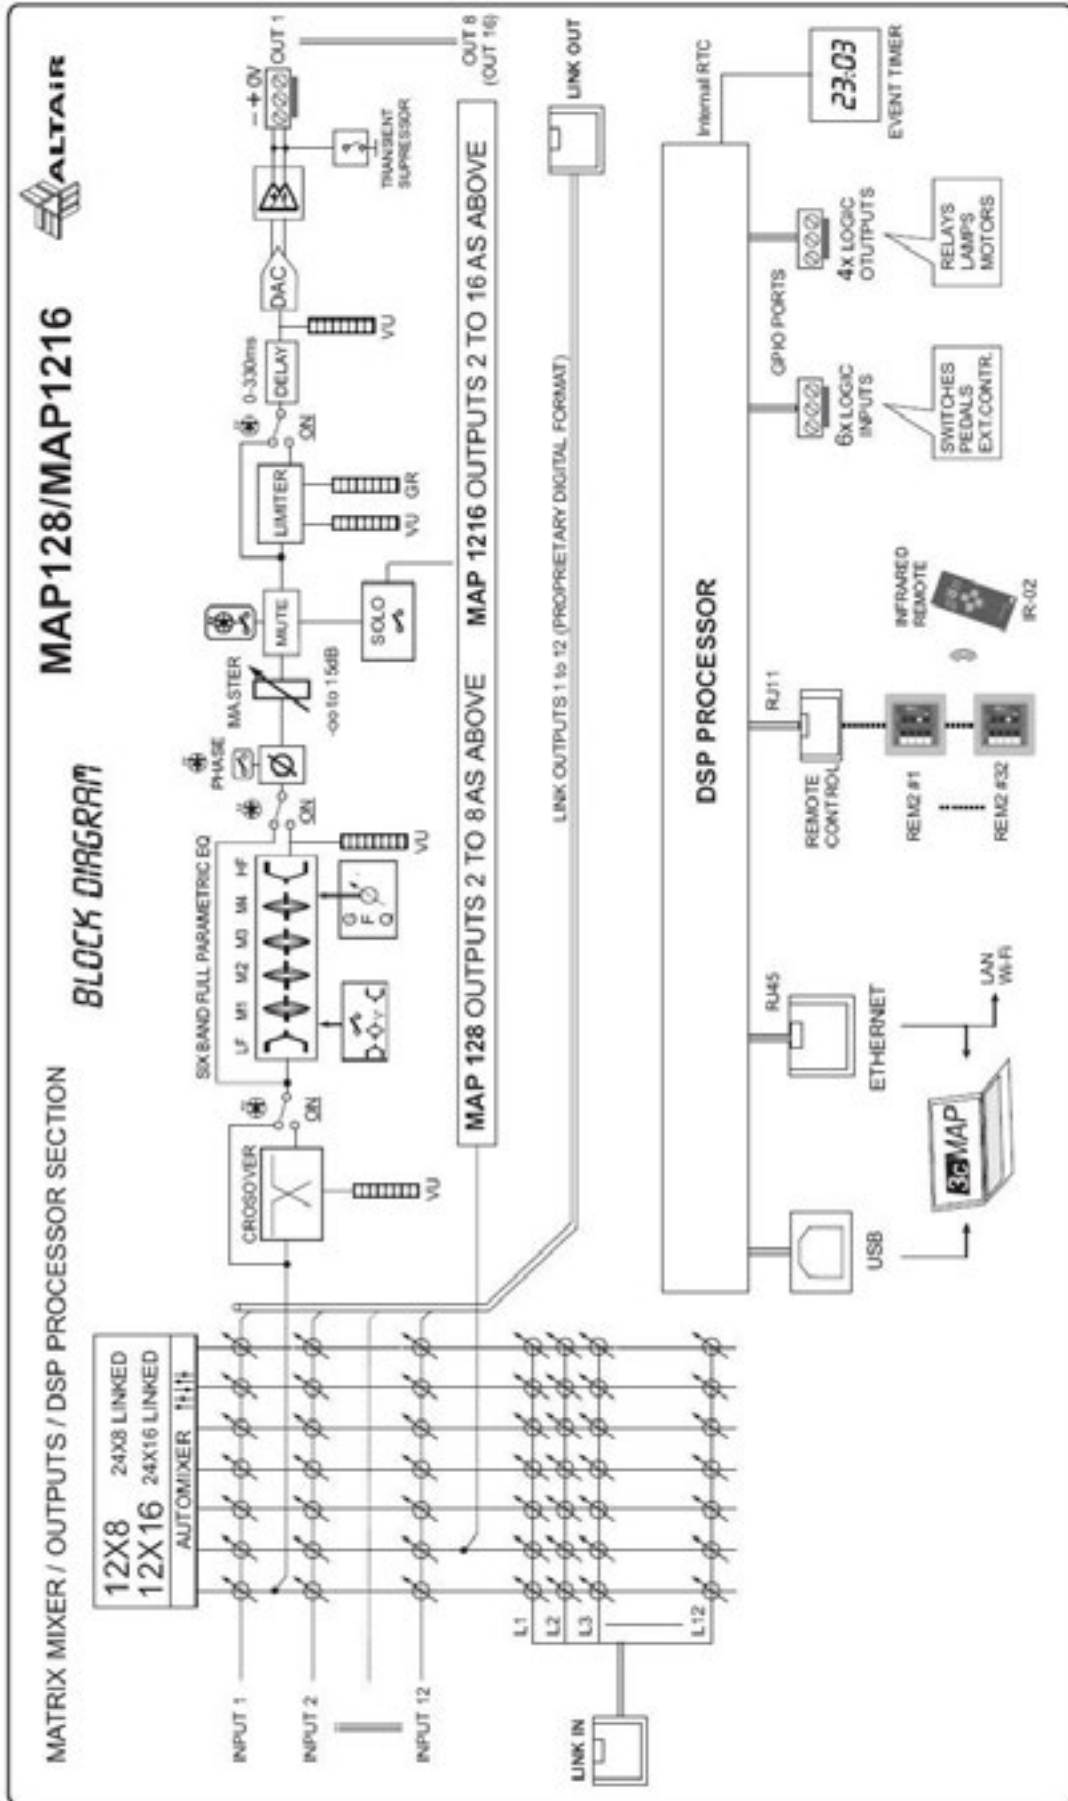 MATRIX MIXER / OUTPUTS / DSP PROCESSOR SECTION
BLOCK DIAGRAM
MAP128/MAP1216
ALTAIR
12X8 24X8 LINKED
12X16 24X16 LINKED
AUTOMIXER
INPUT 1
INPUT 2
INPUT 12
CROSOVER
VU
ON
SIX BAND FULL PARAMETRIC EQ
LF M1 M2 M3 M4 HF
G
F
Q
VU
ON
PHASE
Ø
MASTER
-oo to 15dB
MUTE
SOLO
LIMITER
VU
GR
ON
0-330ms
DELAY
VU
DAC
- + 0V
OUT 1
TRANSIENT
SUPRESSOR
OUT 8
(OUT 16)
MAP 128 OUTPUTS 2 TO 8 AS ABOVE MAP 1216 OUTPUTS 2 TO 16 AS ABOVE
LINK OUTPUTS 1 to 12 (PROPRIETARY DIGITAL FORMAT)
LINK OUT
IL1
IL2
IL3
IL12
LINK IN
DSP PROCESSOR
Internal RTC
23:03
EVENT TIMER
USB
RJ45
ETHERNET
LAN
Wi-Fi
3G MAP
RJ11
REMOTE
CONTROL
REM2 #1
REM2 #32
INFRARED
REMOTE
IR-02
GPIO PORTS
6x LOGIC
INPUTS
SWITCHES
PEDALS
EXT.CONTR.
4x LOGIC
OTUTPUTS
RELAYS
LAMPS
MOTORS